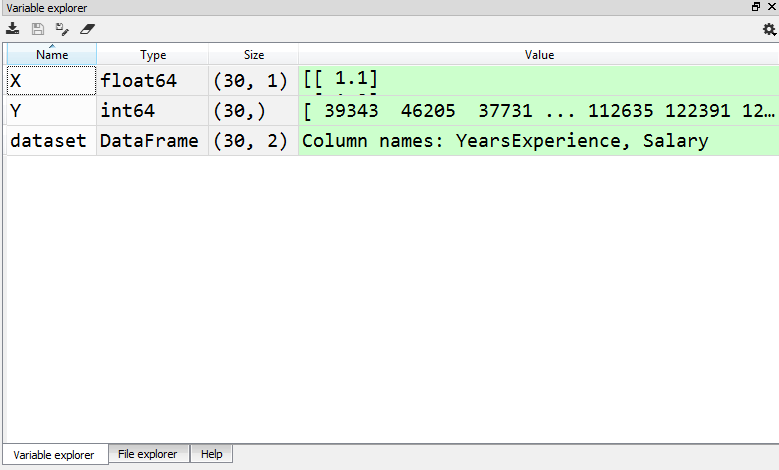 Variable explorer
Name Type Size Value
X float64 (30, 1) [[ 1.1]
Y int64 (30,) [ 39343 46205 37731 ... 112635 122391 12...
dataset DataFrame (30, 2) Column names: YearsExperience, Salary
Variable explorer File explorer Help